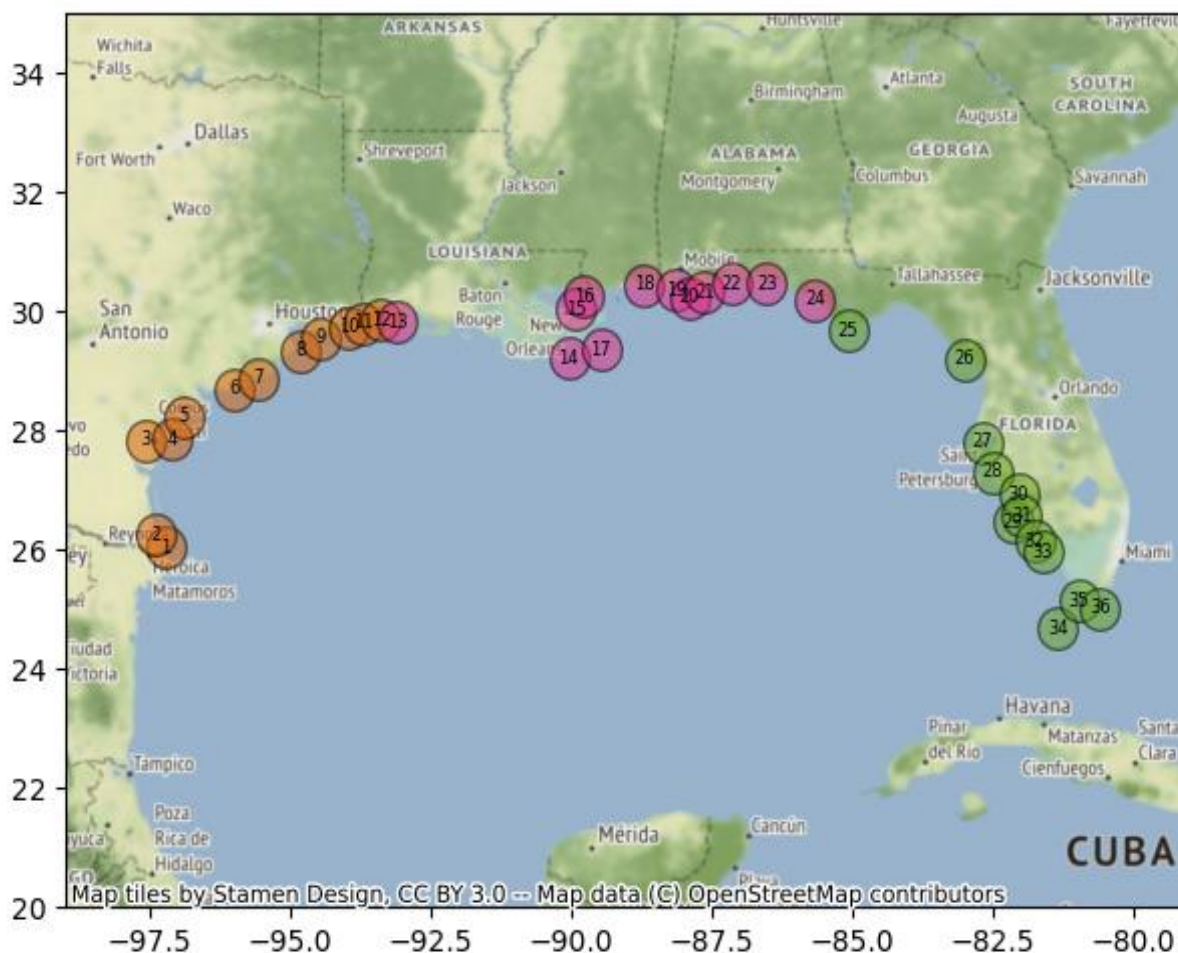 ARKANSAS
Huntsville
Wichita
Falls
34
Atlanta
SOUTH
CAROLINA
Birmingham
Augusta
Dallas
Fort Worth
Shreveport
ALABAMA
GEORGIA
32
Jackson
Montgomery
Columbus
Savannah
Waco
LOUISIANA
Mobile
Tallahassee
Jacksonville
Baton
Rouge
San
Antonio
30
Houston
New
Orleans
16
15
18
19
20
21
22
23
24
25
26
14
17
13
12
11
10
9
8
7
6
5
4
3
28
Orlando
FLORIDA
27
28
Saint
Petersburg
30
31
29
32
33
Miami
2
1
26
Heroica
Matamoros
35
36
34
24
Havana
Pinar
del Río
Matanzas
Santa
Clara
Cienfuegos
Tampico
22
Poza
Rica de
Hidalgo
Mérida
Cancún
CUBA
Map tiles by Stamen Design, CC BY 3.0 -- Map data (C) OpenStreetMap contributors
20
−97.5 −95.0 −92.5 −90.0 −87.5 −85.0 −82.5 −80.0